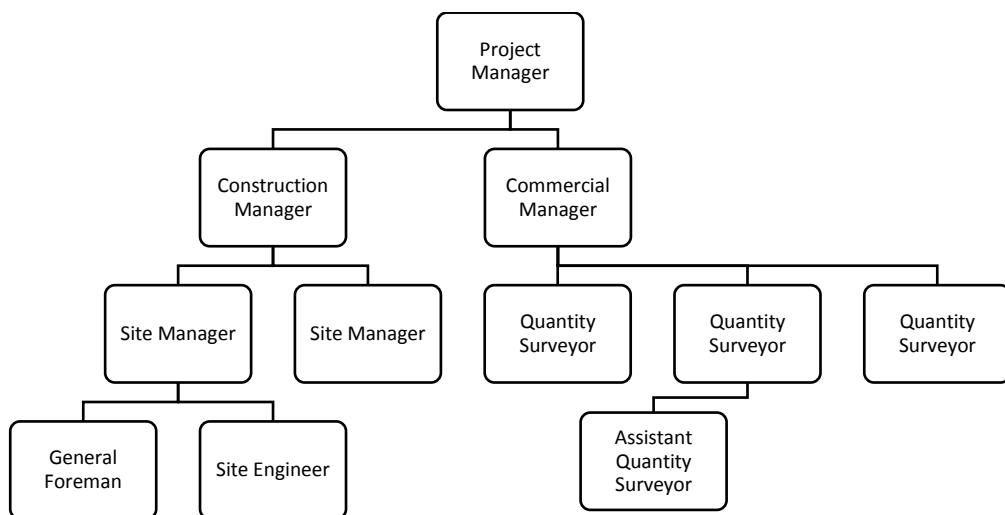 Project
Manager
Construction
Manager
Commercial
Manager
Site Manager
Site Manager
Quantity
Surveyor
Quantity
Surveyor
Quantity
Surveyor
General
Foreman
Site Engineer
Assistant
Quantity
Surveyor